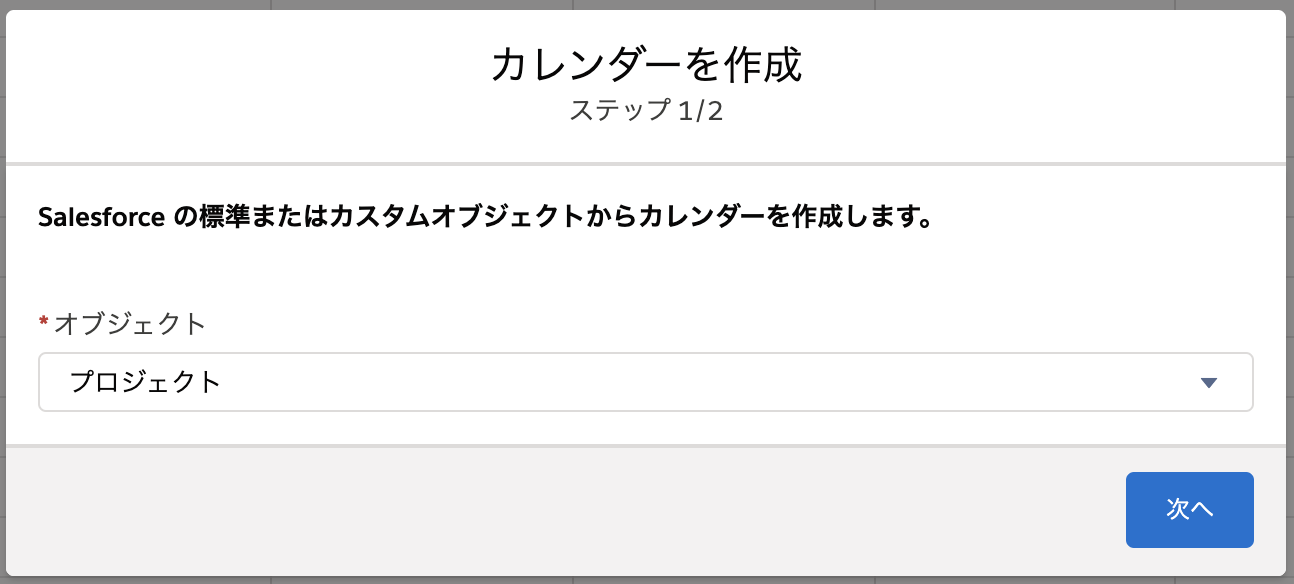 カレンダーを作成
ステップ 1/2
Salesforce の標準またはカスタムオブジェクトからカレンダーを作成します。
* オブジェクト
プロジェクト
次へ